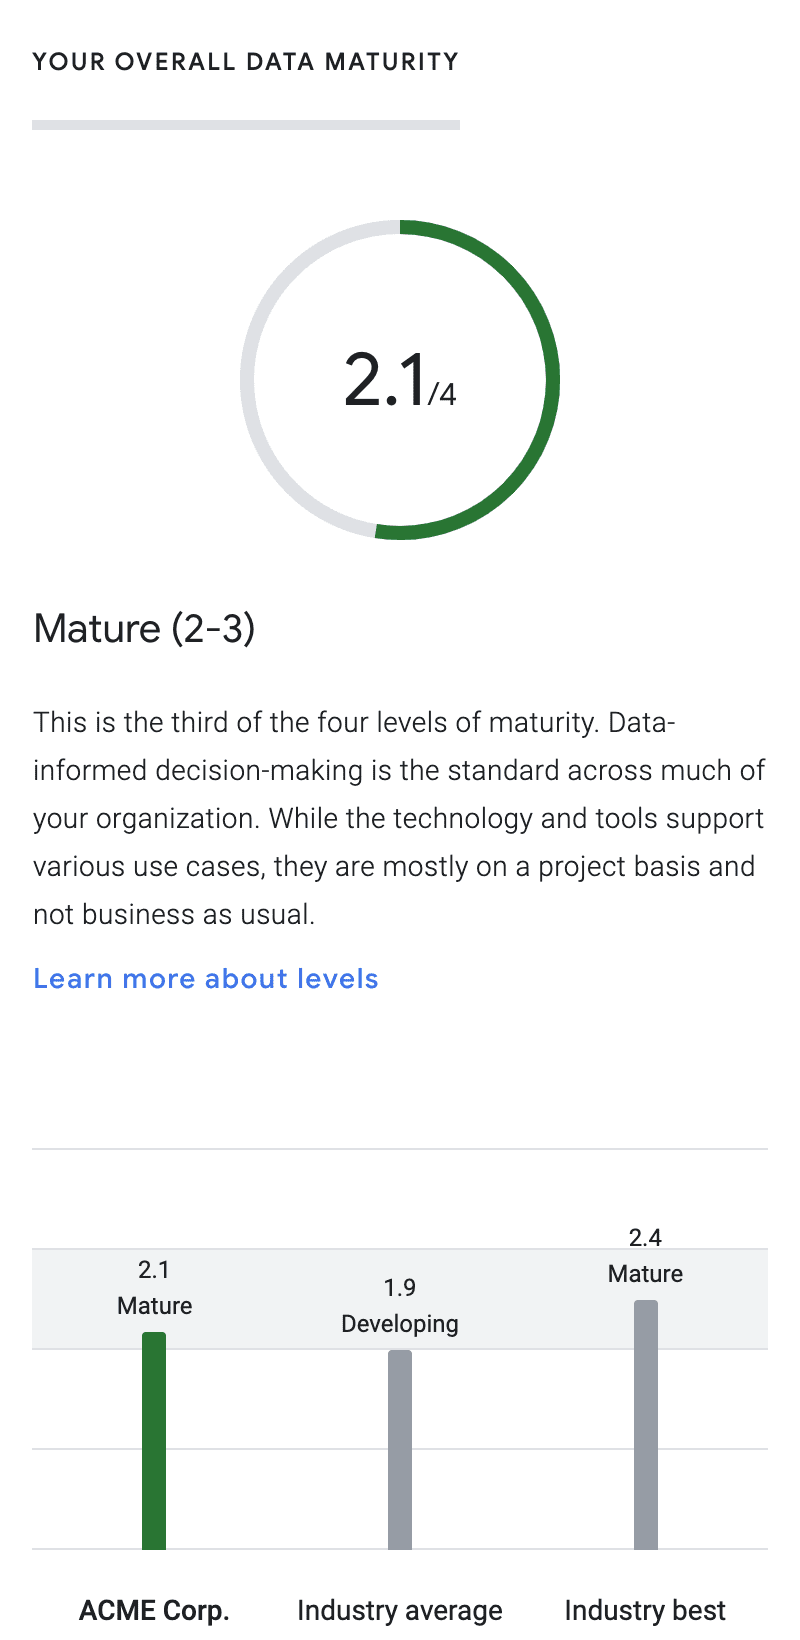 YOUR OVERALL DATA MATURITY
2.1/4
Mature (2-3)
This is the third of the four levels of maturity. Data-
informed decision-making is the standard across much of
your organization. While the technology and tools support
various use cases, they are mostly on a project basis and
not business as usual.
Learn more about levels
2.1
Mature
1.9
Developing
2.4
Mature
ACME Corp.
Industry average
Industry best